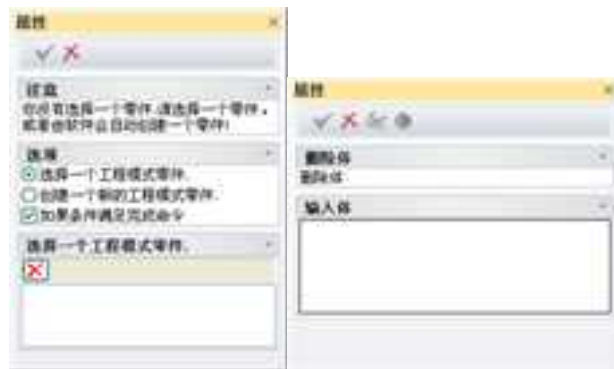 属性
讯息
你没有选择一个零件.请选择一个零件,
或者由软件会自动创建一个零件!
选项
选择一个工程模式零件.
创建一个新的工程模式零件.
如果条件满足完成命令
选择一个工程模式零件.
属性
删除体
删除体
输入体